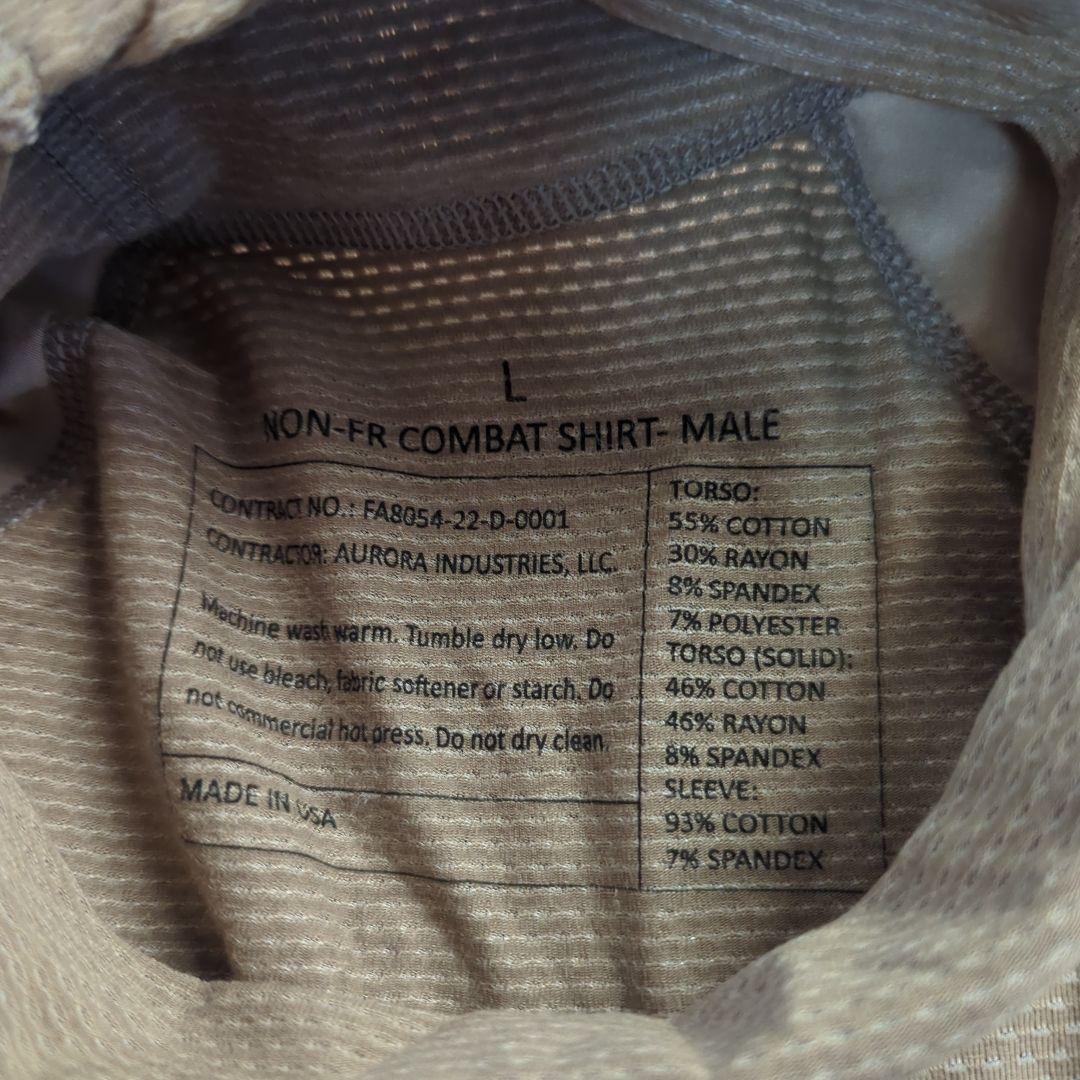 L
NON-FR COMBAT SHIRT- MALE
CONTRACT NO.: FA8054-22-D-0001
CONTRACTOR: AURORA INDUSTRIES, LLC.
Machine wash warm. Tumble dry low. Do
not use bleach, fabric softener or starch. Do
not commercial hot press. Do not dry clean.
MADE IN USA
TORSO:
55% COTTON
30% RAYON
8% SPANDEX
7% POLYESTER
TORSO (SOLID):
46% COTTON
46% RAYON
8% SPANDEX
SLEEVE:
93% COTTON
7% SPANDEX